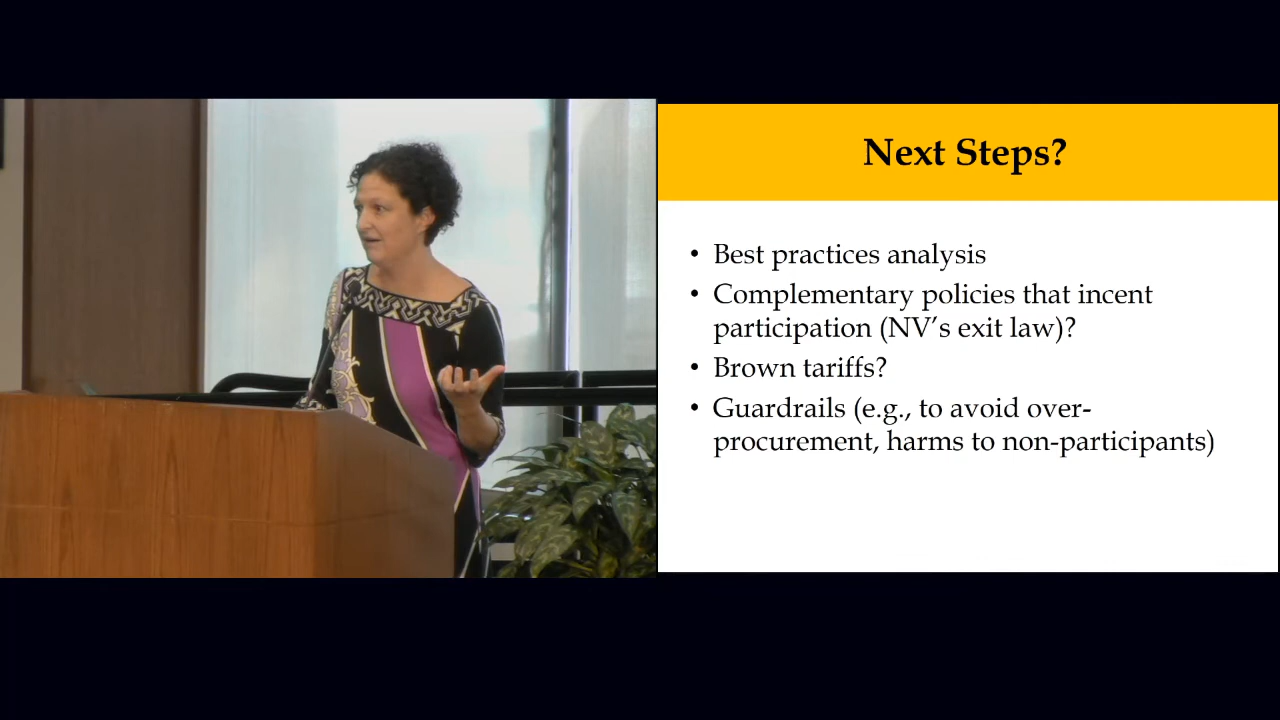 Next Steps?
• Best practices analysis
• Complementary policies that incent
participation (NV's exit law)?
• Brown tariffs?
• Guardrails (e.g., to avoid over-
procurement, harms to non-participants)